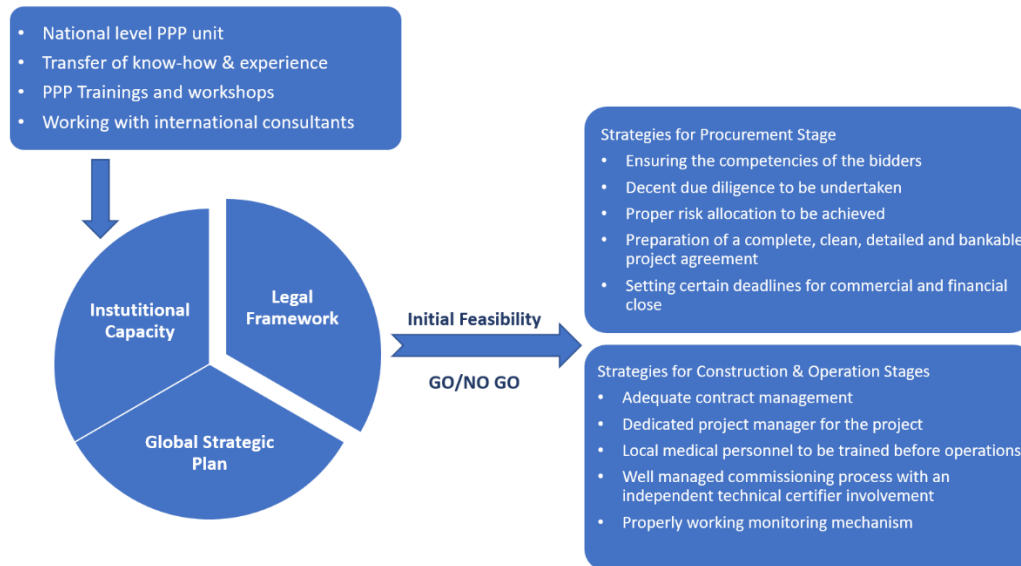 • National level PPP unit
• Transfer of know-how & experience
• PPP Trainings and workshops
• Working with international consultants
Instutitional
Capacity
Legal
Framework
Global Strategic
Plan
Initial Feasibility
GO/NO GO
Strategies for Procurement Stage
• Ensuring the competencies of the bidders
• Decent due diligence to be undertaken
• Proper risk allocation to be achieved
• Preparation of a complete, clean, detailed and bankable
project agreement
• Setting certain deadlines for commercial and financial
close
Strategies for Construction & Operation Stages
• Adequate contract management
• Dedicated project manager for the project
• Local medical personnel to be trained before operations
• Well managed commissioning process with an
independent technical certifier involvement
• Properly working monitoring mechanism